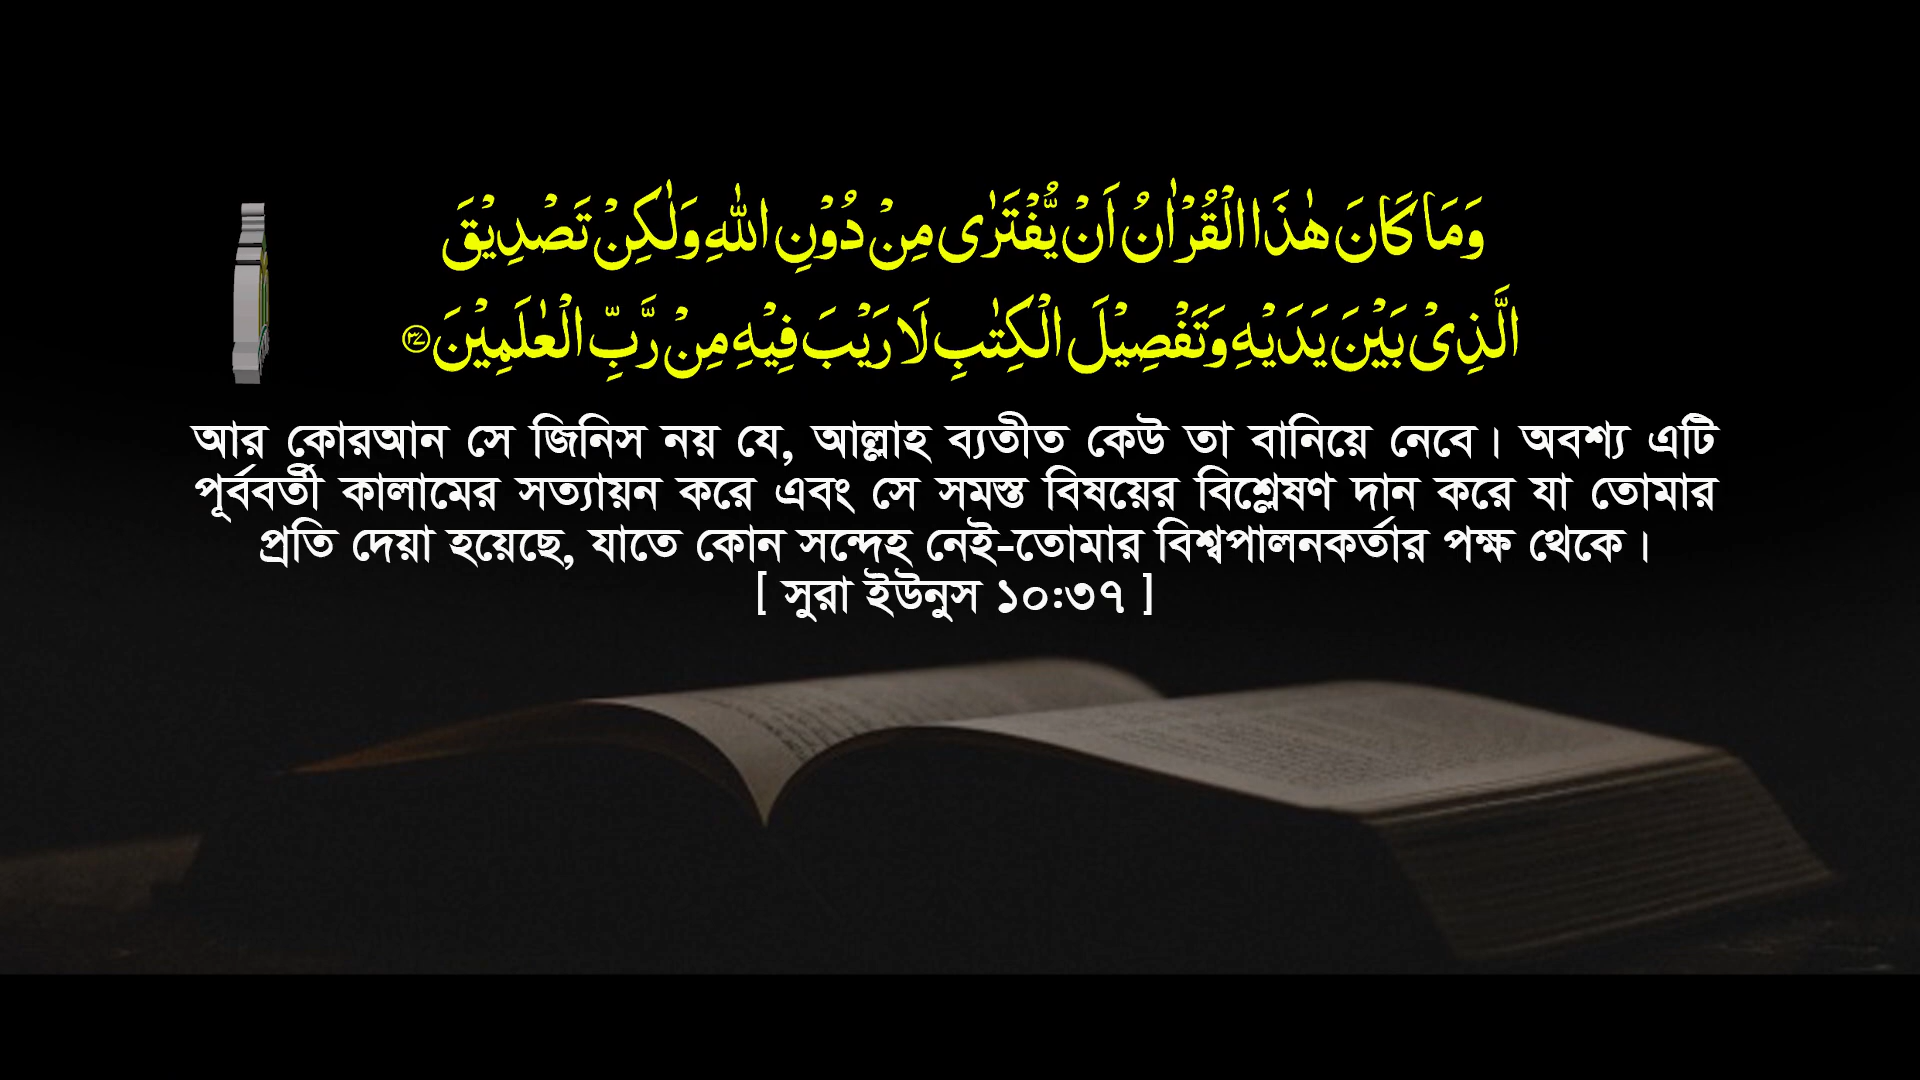 وَمَا كَانَ هٰذَا الْقُرْاٰنُ اَنْ يُّفْتَرٰى مِنْ دُوْنِ اللّٰهِ وَلٰكِنْ تَصْدِيْقَ
الَّذِىْ بَيْنَ يَدَيْهِ وَتَفْصِيْلَ الْكِتٰبِ لَا رَيْبَ فِيْهِ مِنْ رَّبِّ الْعٰلَمِيْنَ ۝۳۷
আর কোরআন সে জিনিস নয় যে, আল্লাহ ব্যতীত কেউ তা বানিয়ে নেবে। অবশ্য এটি
পূর্ববর্তী কালামের সত্যায়ন করে এবং সে সমস্ত বিষয়ের বিশ্লেষণ দান করে যা তোমার
প্রতি দেয়া হয়েছে, যাতে কোন সন্দেহ নেই-তোমার বিশ্বপালনকর্তার পক্ষ থেকে।
[ সুরা ইউনুস ১০:৩৭ ]